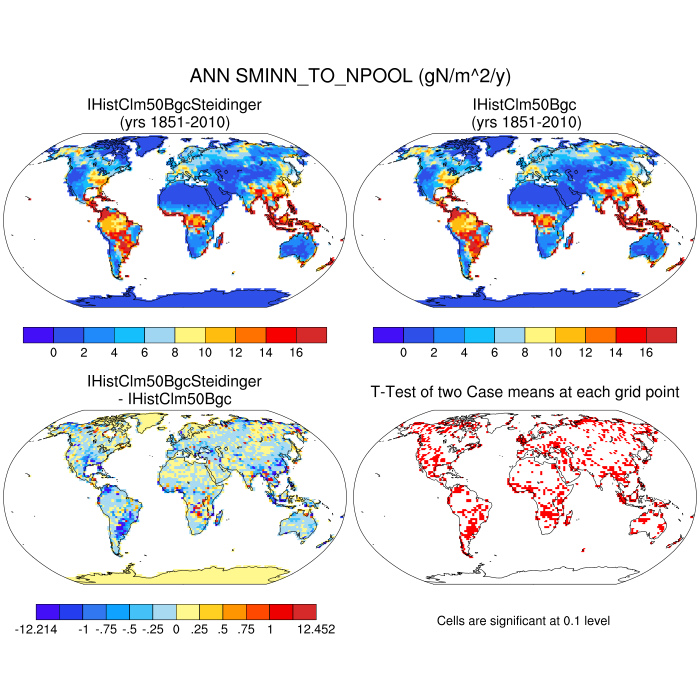 ANN SMINN_TO_NPOOL (gN/m^2/y)
IHistClm50BgcSteidinger
(yrs 1851-2010)
IHistClm50Bgc
(yrs 1851-2010)
0 2 4 6 8 10 12 14 16
0 2 4 6 8 10 12 14 16
IHistClm50BgcSteidinger
- IHistClm50Bgc
T-Test of two Case means at each grid point
-12.214 -1 -.75 -.5 -.25 0 .25 .5 .75 1 12.452
Cells are significant at 0.1 level